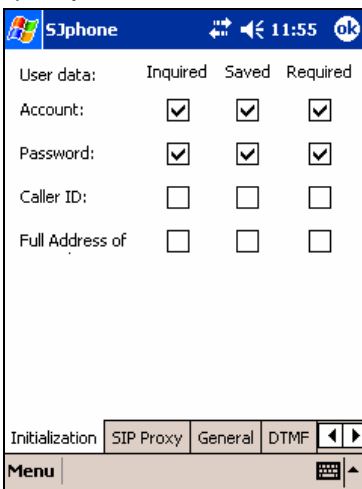 SJphone 11:55 ok
User data: Inquired Saved Required
Account:
Password:
Caller ID:
Full Address of
Initialization SIP Proxy General DTMF
Menu